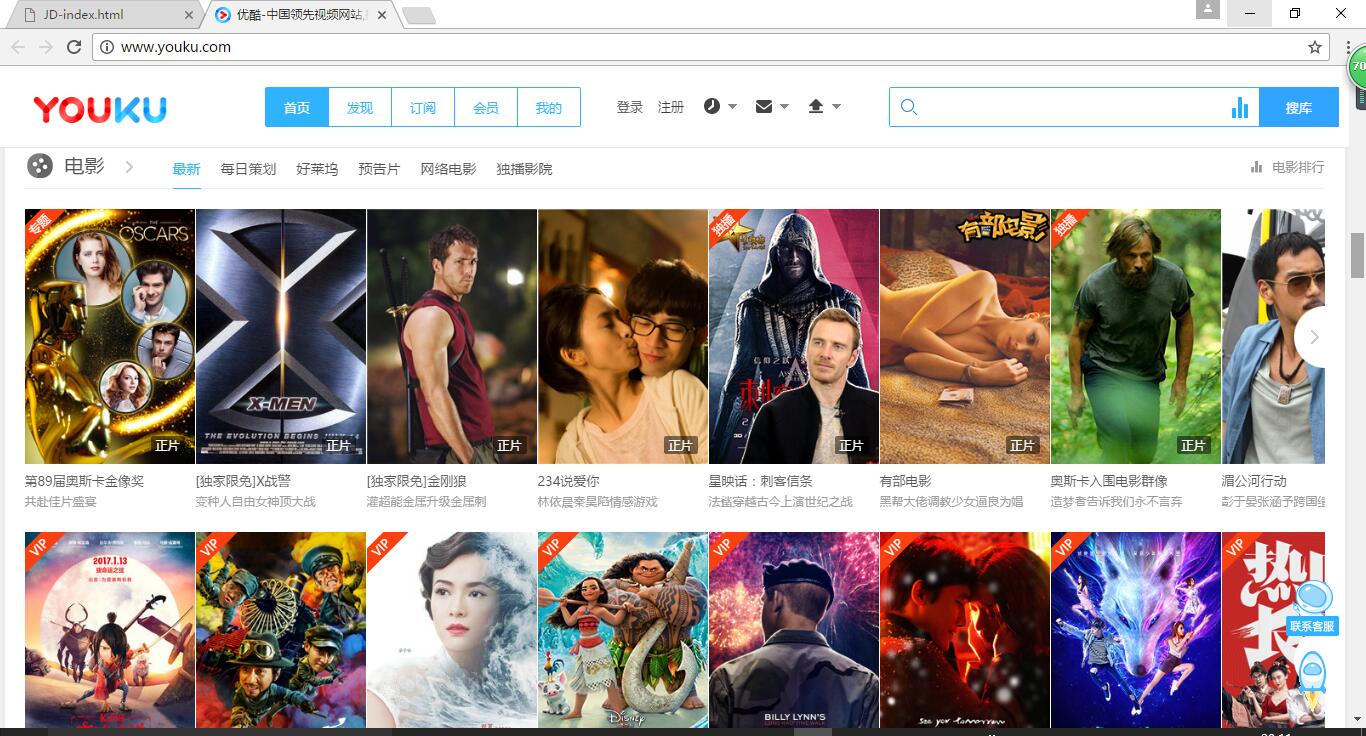 JD-index.html
优酷-中国领先视频网站,
www.youku.com
70
YOUKU
首页
发现
订阅
会员
我的
登录
注册
搜库
电影
最新
每日策划
好莱坞
预告片
网络电影
独播影院
电影排行
专题
THE
OSCARS
正片
X-MEN
THE EVOLUTION BEGINS
正片
正片
正片
独播
信仰之跃
正片
有部电影
正片
独播
正片
第89届奥斯卡金像奖
[独家限免]X战警
[独家限免]金刚狼
234说爱你
星映话：刺客信条
有部电影
奥斯卡入围电影群像
湄公河行动
共赴佳片盛宴
变种人自由女神顶大战
灌超能金属升级金属刺
林依晨秦昊陷情感游戏
法鲨穿越古今上演世纪之战
黑帮大佬调教少女逼良为娼
造梦者告诉我们永不言弃
彭于晏张涵予跨国缉
VIP
2017.1.13
VIP
VIP
VIP
Disney
VIP
BILLY LYNN'S
VIP
see you tomorrow
VIP
VIP
联系客服